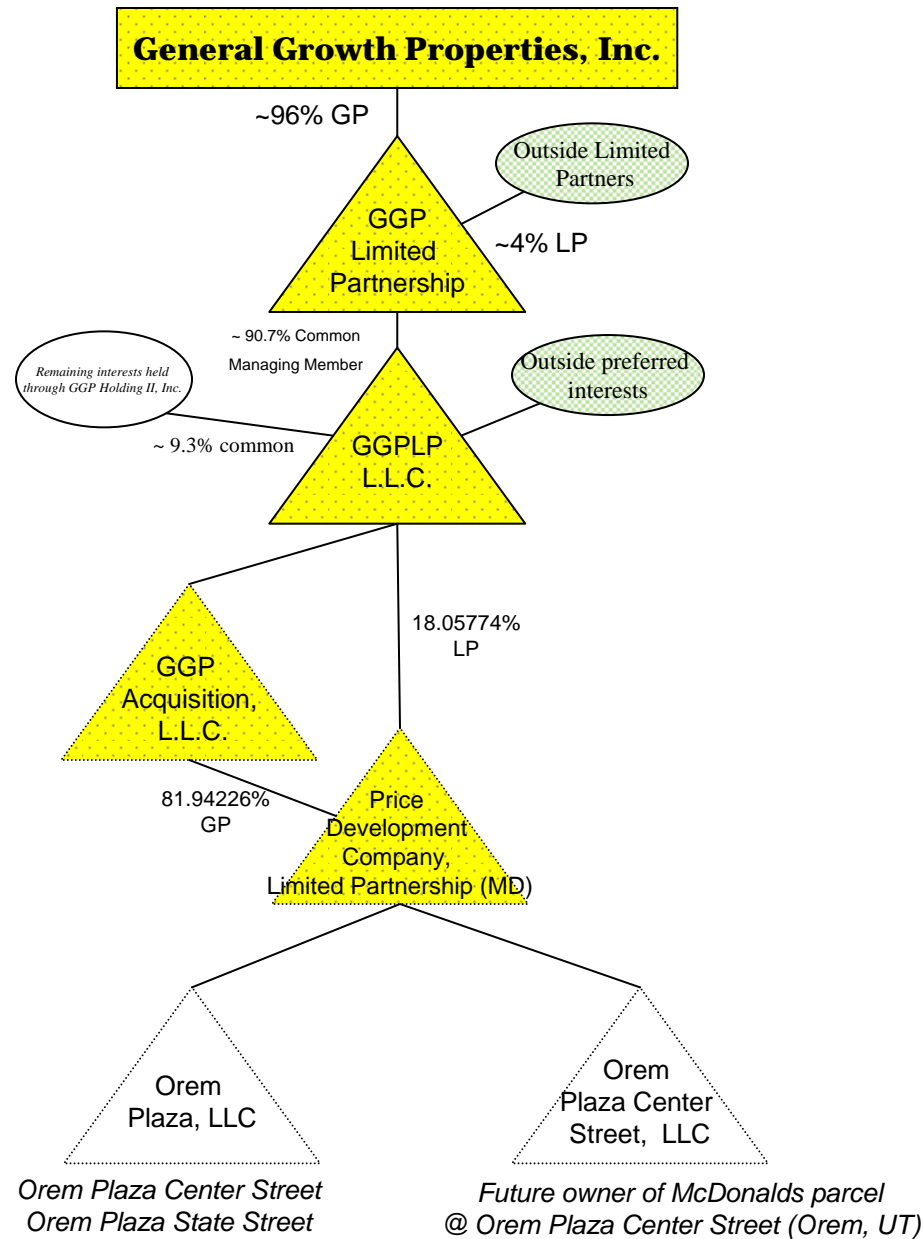 General Growth Properties, Inc.
~96% GP
Outside Limited
Partners
GGP
Limited
Partnership
~4% LP
~ 90.7% Common
Managing Member
Remaining interests held
through GGP Holding II, Inc.
Outside preferred
interests
~ 9.3% common
GGPLP
L.L.C.
18.05774%
LP
GGP
Acquisition,
L.L.C.
81.94226%
GP
Price
Development
Company,
Limited Partnership (MD)
Orem
Plaza, LLC
Orem
Plaza Center
Street, LLC
Orem Plaza Center Street
Orem Plaza State Street
Future owner of McDonalds parcel
@ Orem Plaza Center Street (Orem, UT)